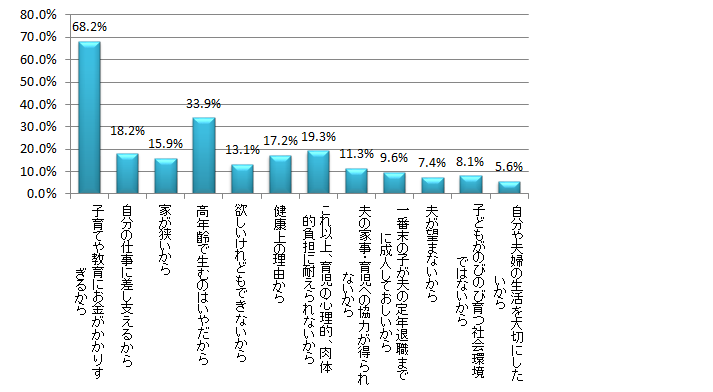 80.0%
70.0%
60.0%
50.0%
40.0%
30.0%
20.0%
10.0%
0.0%
68.2%
18.2%
15.9%
33.9%
13.1%
17.2%
19.3%
11.3%
9.6%
7.4%
8.1%
5.6%
子育てや教育にお金がかかりす
ぎるから
自分の仕事に差し支えるから
家が狭いから
高年齢で生むのはいやだから
欲しいけれどもできないから
健康上の理由から
これ以上、育児の心理的、肉体
的負担に耐えられないから
夫の家事・育児への協力が得られ
ないから
一番末の子が夫の定年退職まで
に成人しておしいから
夫が望まないから
子どもがのびのび育つ社会環境
ではないから
自分や夫婦の生活を大切にした
いから